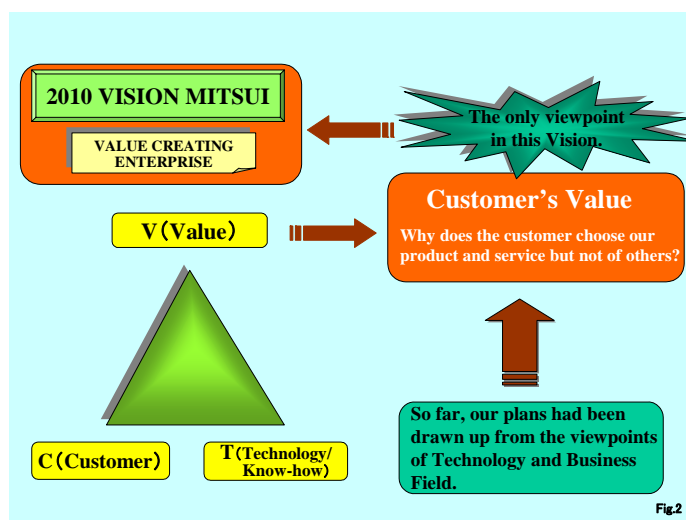 2010 VISION MITSUI
VALUE CREATING
ENTERPRISE
The only viewpoint
in this Vision.
Customer’s Value
Why does the customer choose our
product and service but not of others?
V(Value)
C(Customer)
T(Technology/
Know-how)
So far, our plans had been
drawn up from the viewpoints
of Technology and Business
Field.
Fig.2